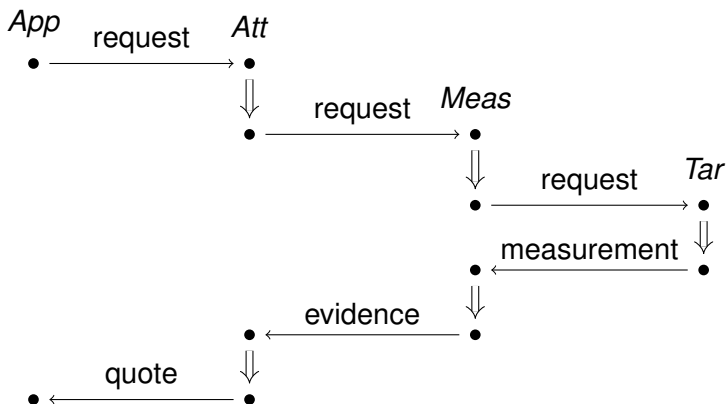 App
Att
request
Meas
request
Tar
request
measurement
evidence
quote